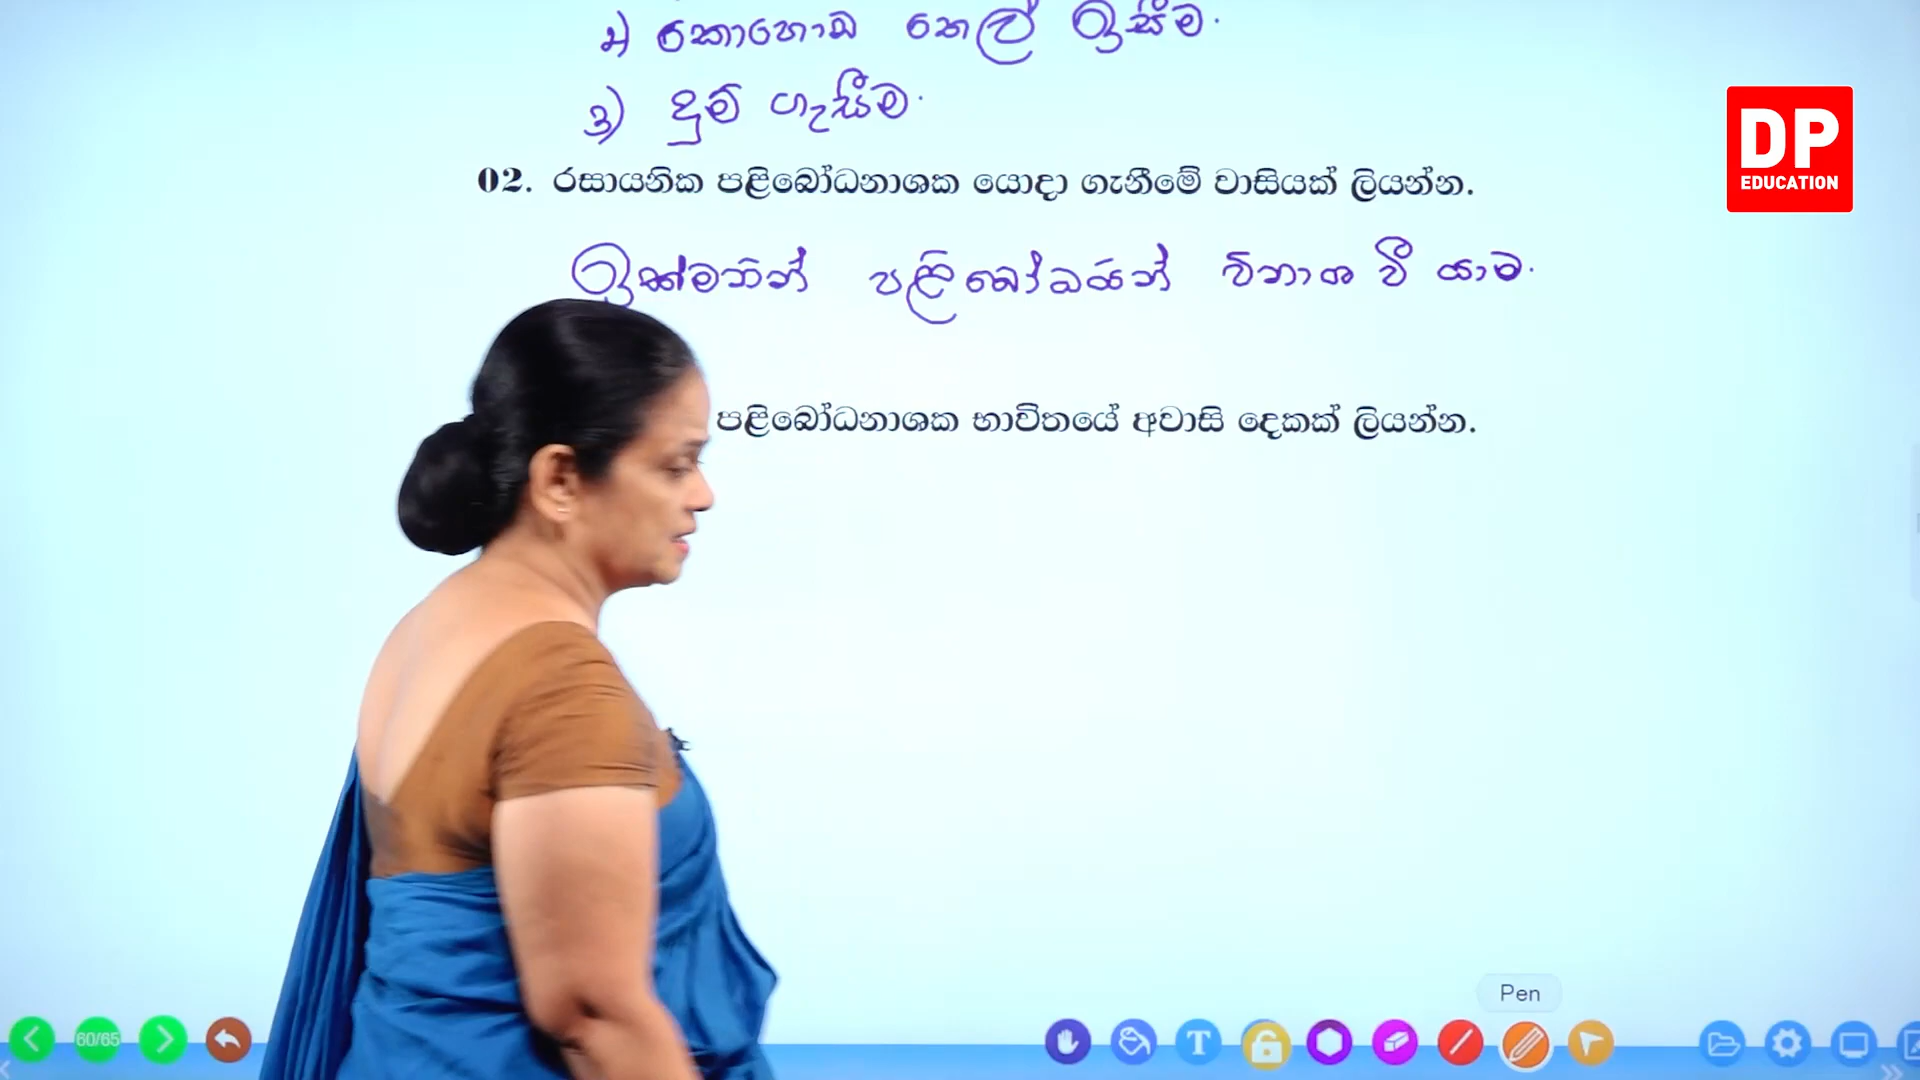 2) කොහොඹ තෙල් ඉසීම.
3) දුම් ගැසීම.
DP
EDUCATION
02. රසායනික පළිබෝධනාශක යොදා ගැනීමේ වාසියක් ලියන්න.
ඉක්මනින් පළිබෝධයන් විනාශ වී යාම.
පළිබෝධනාශක භාවිතයේ අවාසි දෙකක් ලියන්න.
Pen
60/65
T